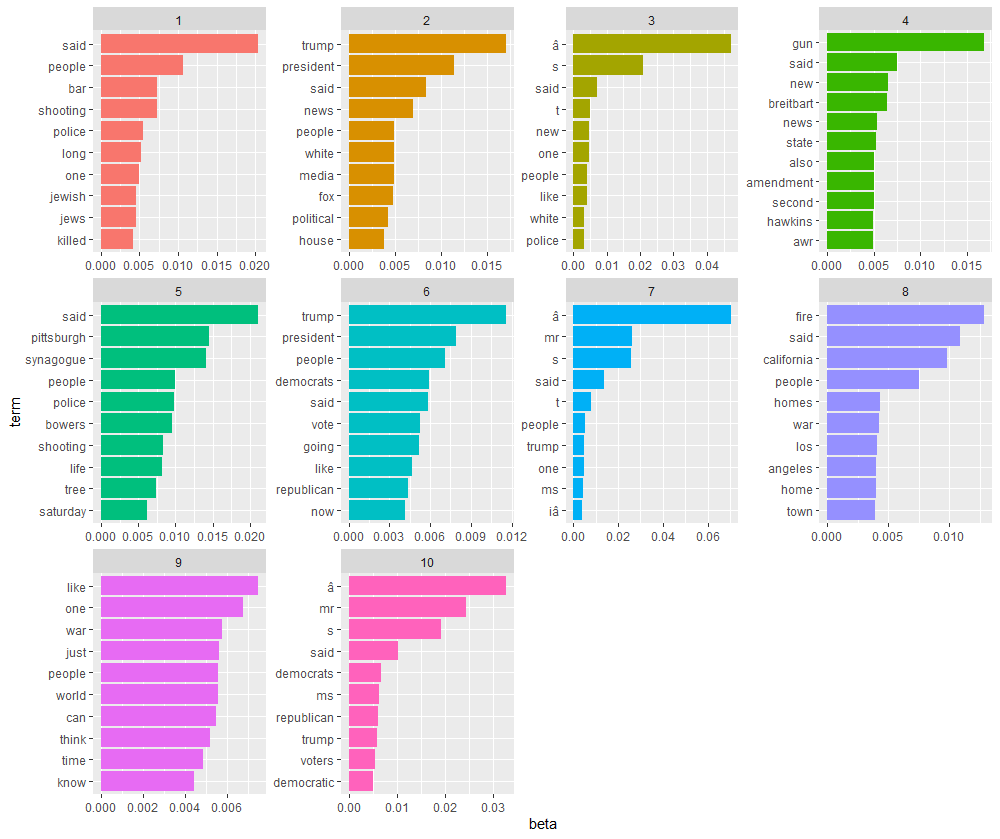 1
said
people
bar
shooting
police
long
one
jewish
jews
killed
0.000 0.005 0.010 0.015 0.020
2
trump
president
said
news
people
white
media
fox
political
house
0.000 0.005 0.010 0.015
3
â
s
said
t
new
one
people
like
white
police
0.00 0.01 0.02 0.03 0.04
4
gun
said
new
breitbart
news
state
also
amendment
second
hawkins
awr
0.000 0.005 0.010 0.015
term
5
said
pittsburgh
synagogue
people
police
bowers
shooting
life
tree
saturday
0.000 0.005 0.010 0.015 0.020
6
trump
president
people
democrats
said
vote
going
like
republican
now
0.000 0.003 0.006 0.009 0.012
7
â
mr
s
said
t
people
trump
one
ms
iâ
0.00 0.02 0.04 0.06
8
fire
said
california
people
homes
war
los
angeles
home
town
0.000 0.005 0.010
9
like
one
war
just
people
world
can
think
time
know
0.000 0.002 0.004 0.006
10
â
mr
s
said
democrats
ms
republican
trump
voters
democratic
0.00 0.01 0.02 0.03
beta